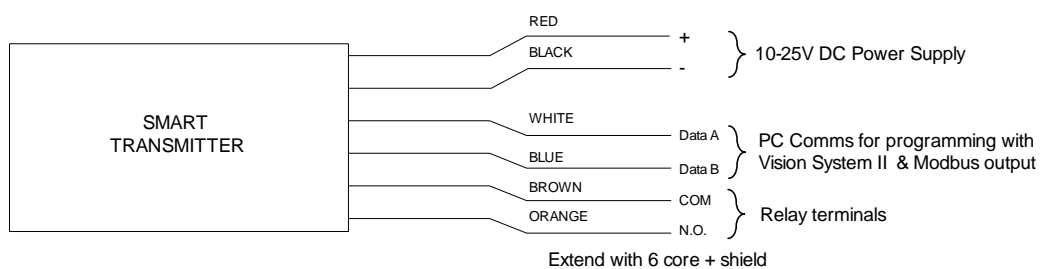 RED
+
BLACK
-
10-25V DC Power Supply
SMART
TRANSMITTER
WHITE
Data A
BLUE
Data B
PC Comms for programming with
Vision System II & Modbus output
BROWN
COM
ORANGE
N.O.
Relay terminals
Extend with 6 core + shield